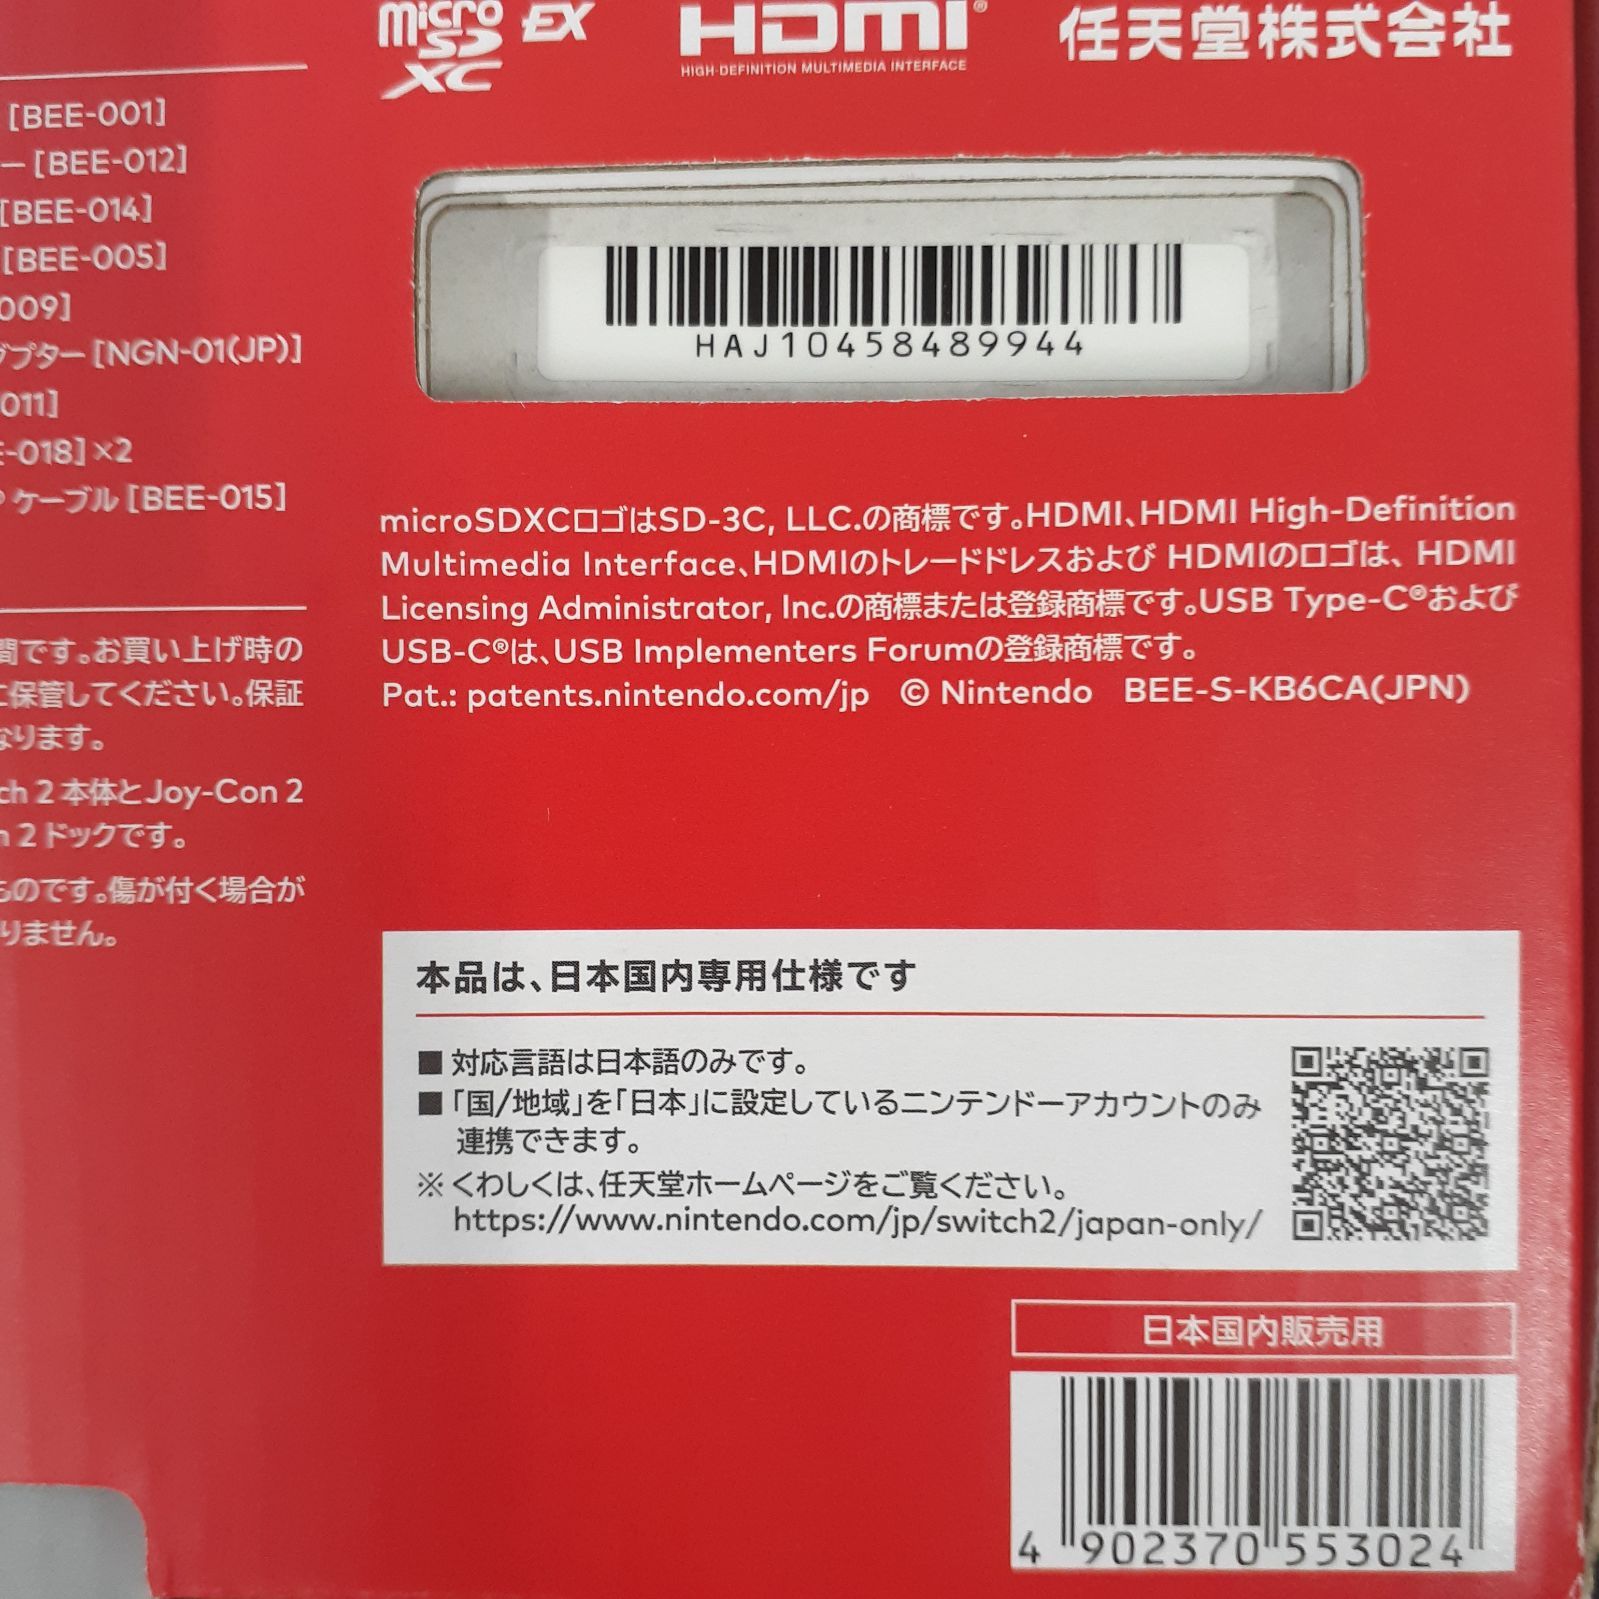 [BEE-001]
ー [BEE-012]
[BEE-014]
[BEE-005]
009]
プター [NGN-01(JP)]
011]
-018]×2
ケーブル [BEE-015]
間です。お買い上げ時の
保管してください。保証
なります。
ch 2 本体とJoy-Con 2
2ドックです。
ものです。傷が付く場合が
りません。
micro SD XC EX
HDMI®
HIGH-DEFINITION MULTIMEDIA INTERFACE
任天堂株式会社
HAJ10458489944
microSDXCロゴはSD-3C, LLC.の商標です。HDMI、HDMI High-Definition
Multimedia Interface、HDMIのトレードドレスおよび HDMIのロゴは、 HDMI
Licensing Administrator, Inc.の商標または登録商標です。USB Type-C®および
USB-C®は、USB Implementers Forumの登録商標です。
Pat.: patents.nintendo.com/jp © Nintendo BEE-S-KB6CA(JPN)
本品は、日本国内専用仕様です
■ 対応言語は日本語のみです。
■ 「国/地域」を「日本」に設定しているニンテンドーアカウントのみ
連携できます。
※ くわしくは、任天堂ホームページをご覧ください。
https://www.nintendo.com/jp/switch2/japan-only/
日本国内販売用
4 902370 553024